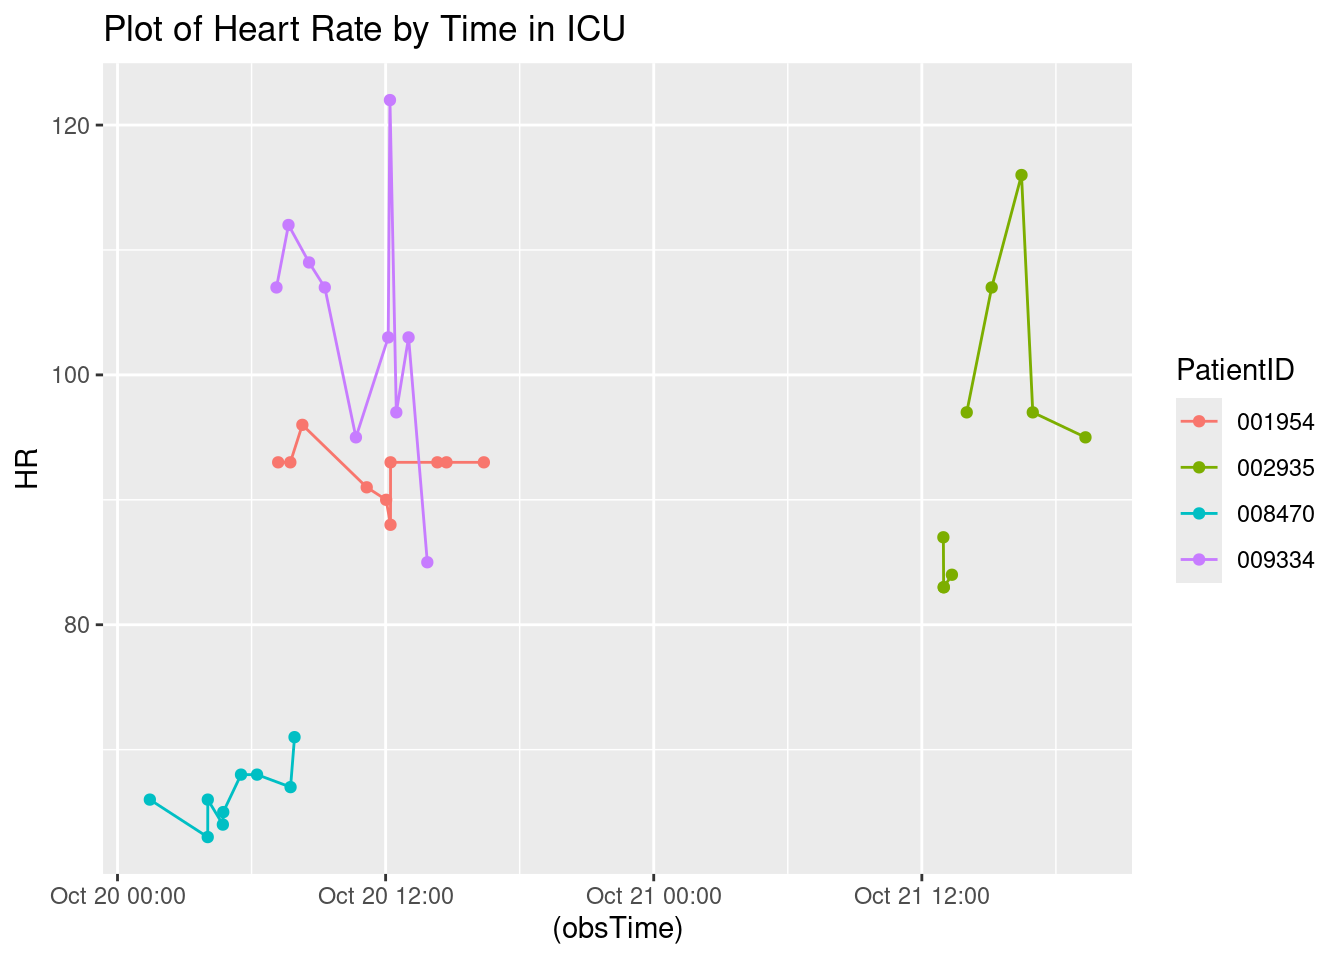 Plot of Heart Rate by Time in ICU
120
100
80
HR
Oct 20 00:00
Oct 20 12:00
Oct 21 00:00
Oct 21 12:00
(obsTime)
PatientID
001954
002935
008470
009334